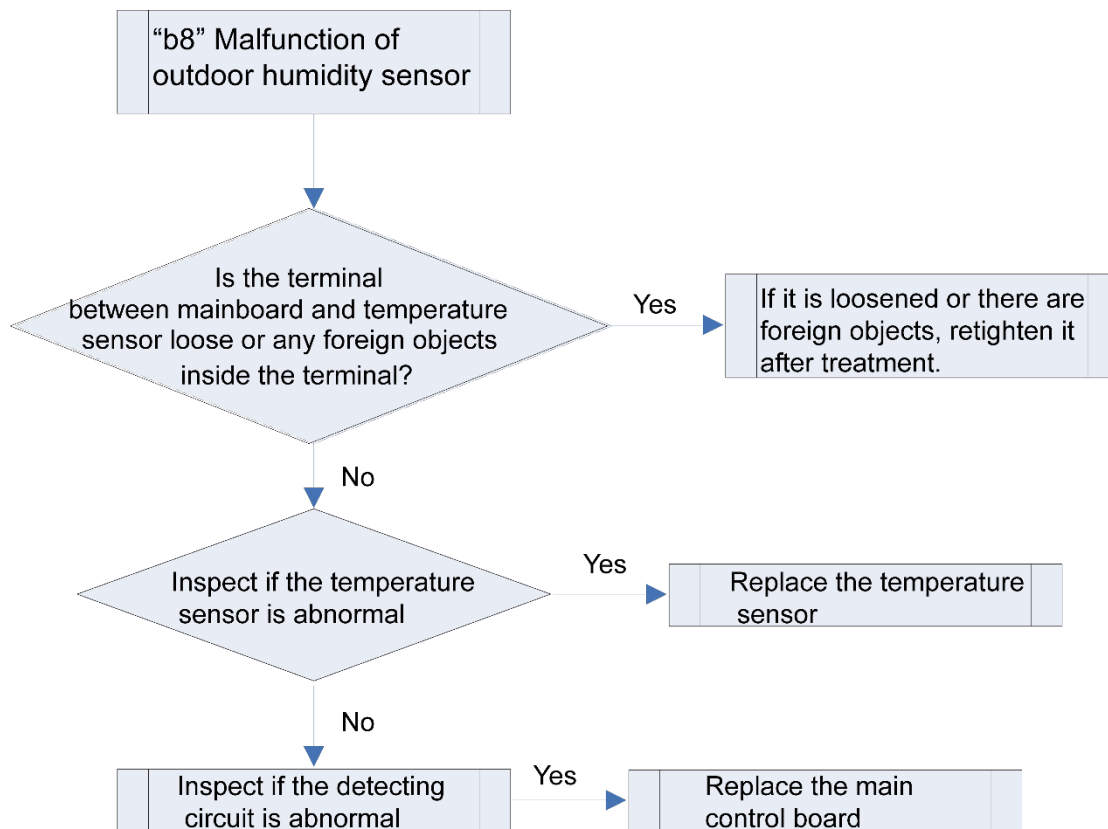 “b8” Malfunction of
outdoor humidity sensor
Is the terminal
between mainboard and temperature
sensor loose or any foreign objects
inside the terminal?
Yes
If it is loosened or there are
foreign objects, retighten it
after treatment.
No
Inspect if the temperature
sensor is abnormal
Yes
Replace the temperature
sensor
No
Inspect if the detecting
circuit is abnormal
Yes
Replace the main
control board